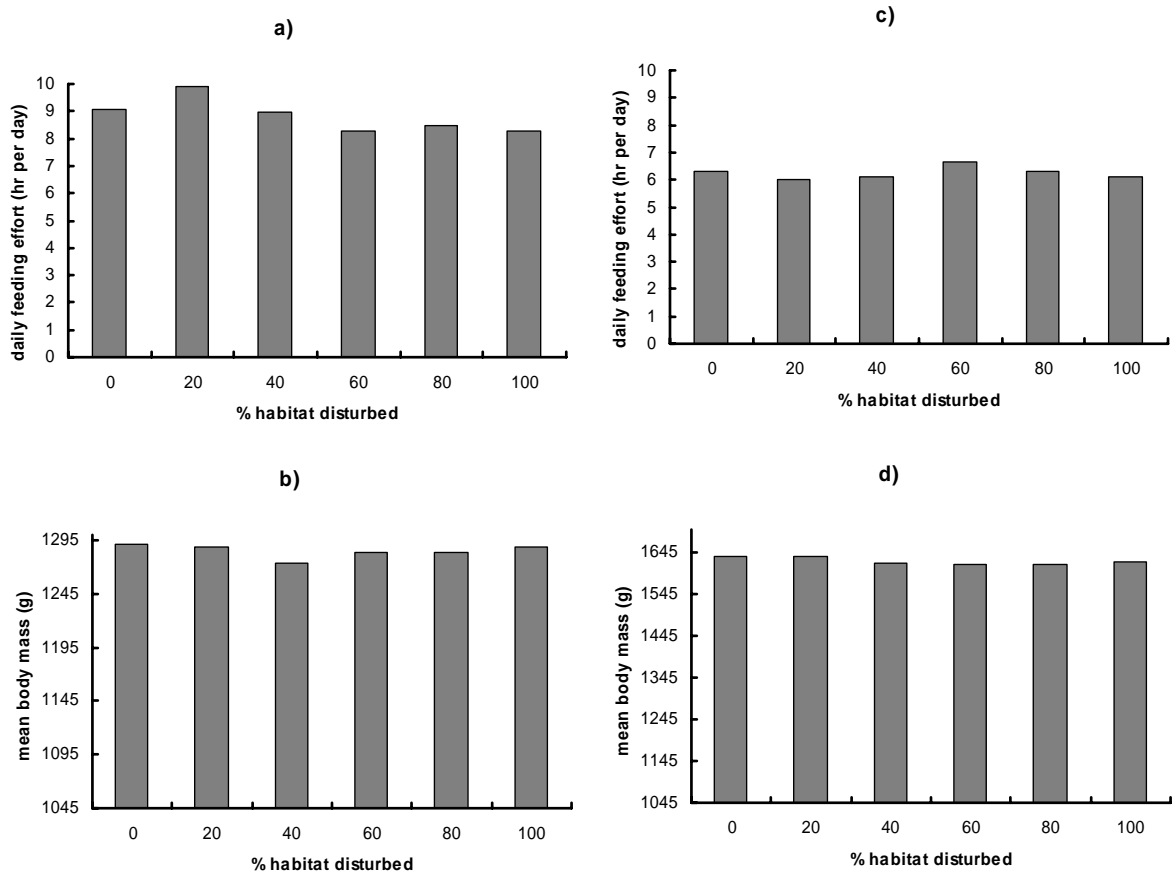 a)
daily feeding effort (hr per day)
10
9
8
7
6
5
4
3
2
1
0
0 20 40 60 80 100
% habitat disturbed
b)
mean body mass (g)
1295
1245
1195
1145
1095
1045
0 20 40 60 80 100
% habitat disturbed
c)
daily feeding effort (hr per day)
10
9
8
7
6
5
4
3
2
1
0
0 20 40 60 80 100
% habitat disturbed
d)
mean body mass (g)
1645
1545
1445
1345
1245
1145
1045
0 20 40 60 80 100
% habitat disturbed